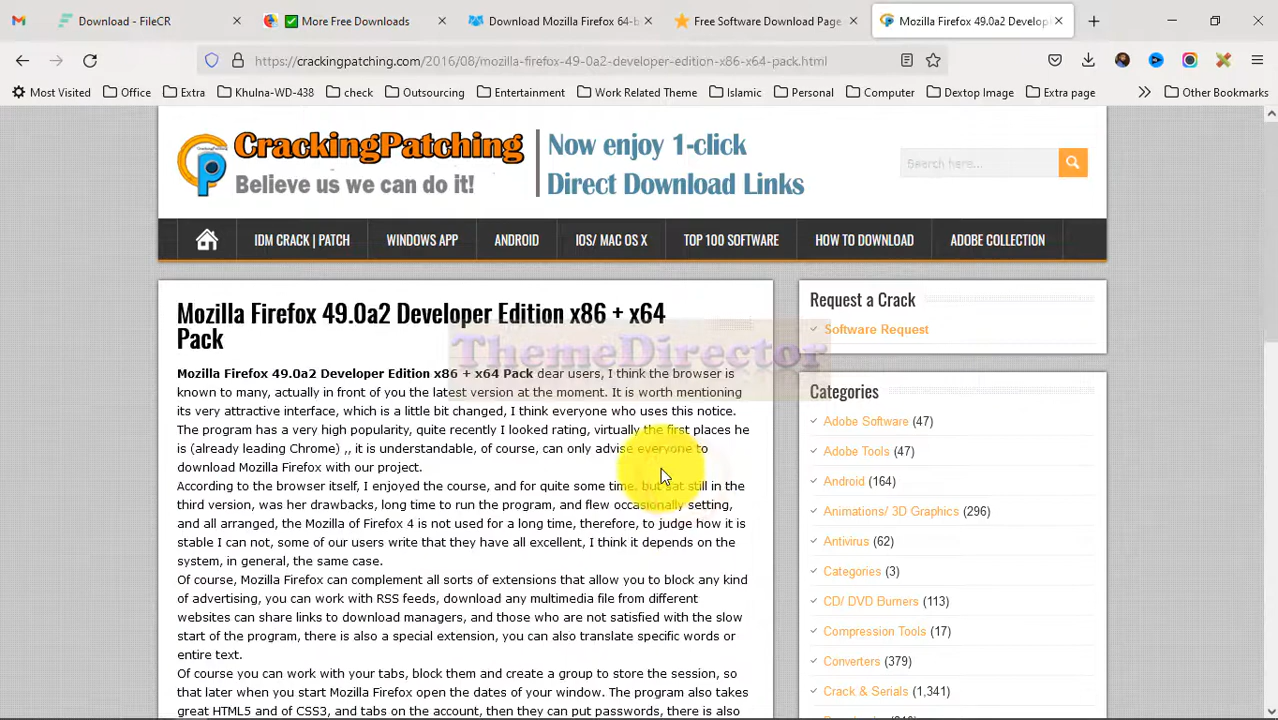 Download - FileCR
More Free Downloads
Download Mozilla Firefox 64-b
Free Software Download Page
Mozilla Firefox 49.0a2 Develop
https://crackingpatching.com/2016/08/mozilla-firefox-49-0a2-developer-edition-x86-x64-pack.html
Most Visited
Office
Extra
Khulna-WD-438
check
Outsourcing
Entertainment
Work Related Theme
Islamic
Personal
Computer
Dextop Image
Extra page
Other Bookmarks
CrackingPatching
Believe us we can do it!
Now enjoy 1-click
Direct Download Links
Search here...
IDM CRACK | PATCH
WINDOWS APP
ANDROID
IOS/ MAC OS X
TOP 100 SOFTWARE
HOW TO DOWNLOAD
ADOBE COLLECTION
Mozilla Firefox 49.0a2 Developer Edition x86 + x64
Pack
ThemeDirector
Mozilla Firefox 49.0a2 Developer Edition x86 + x64 Pack dear users, I think the browser is
known to many, actually in front of you the latest version at the moment. It is worth mentioning
its very attractive interface, which is a little bit changed, I think everyone who uses this notice.
The program has a very high popularity, quite recently I looked rating, virtually the first places he
is (already leading Chrome) ,, it is understandable, of course, can only advise everyone to
download Mozilla Firefox with our project.
According to the browser itself, I enjoyed the course, and for quite some time. but sat still in the
third version, was her drawbacks, long time to run the program, and flew occasionally setting,
and all arranged, the Mozilla of Firefox 4 is not used for a long time, therefore, to judge how it is
stable I can not, some of our users write that they have all excellent, I think it depends on the
system, in general, the same case.
Of course, Mozilla Firefox can complement all sorts of extensions that allow you to block any kind
of advertising, you can work with RSS feeds, download any multimedia file from different
websites can share links to download managers, and those who are not satisfied with the slow
start of the program, there is also a special extension, you can also translate specific words or
entire text.
Of course you can work with your tabs, block them and create a group to store the session, so
that later when you start Mozilla Firefox open the dates of your window. The program also takes
great HTML5 and of CSS3, and tabs on the account, then they can put passwords, there is also
Request a Crack
Software Request
Categories
Adobe Software (47)
Adobe Tools (47)
Android (164)
Animations/ 3D Graphics (296)
Antivirus (62)
Categories (3)
CD/ DVD Burners (113)
Compression Tools (17)
Converters (379)
Crack & Serials (1,341)